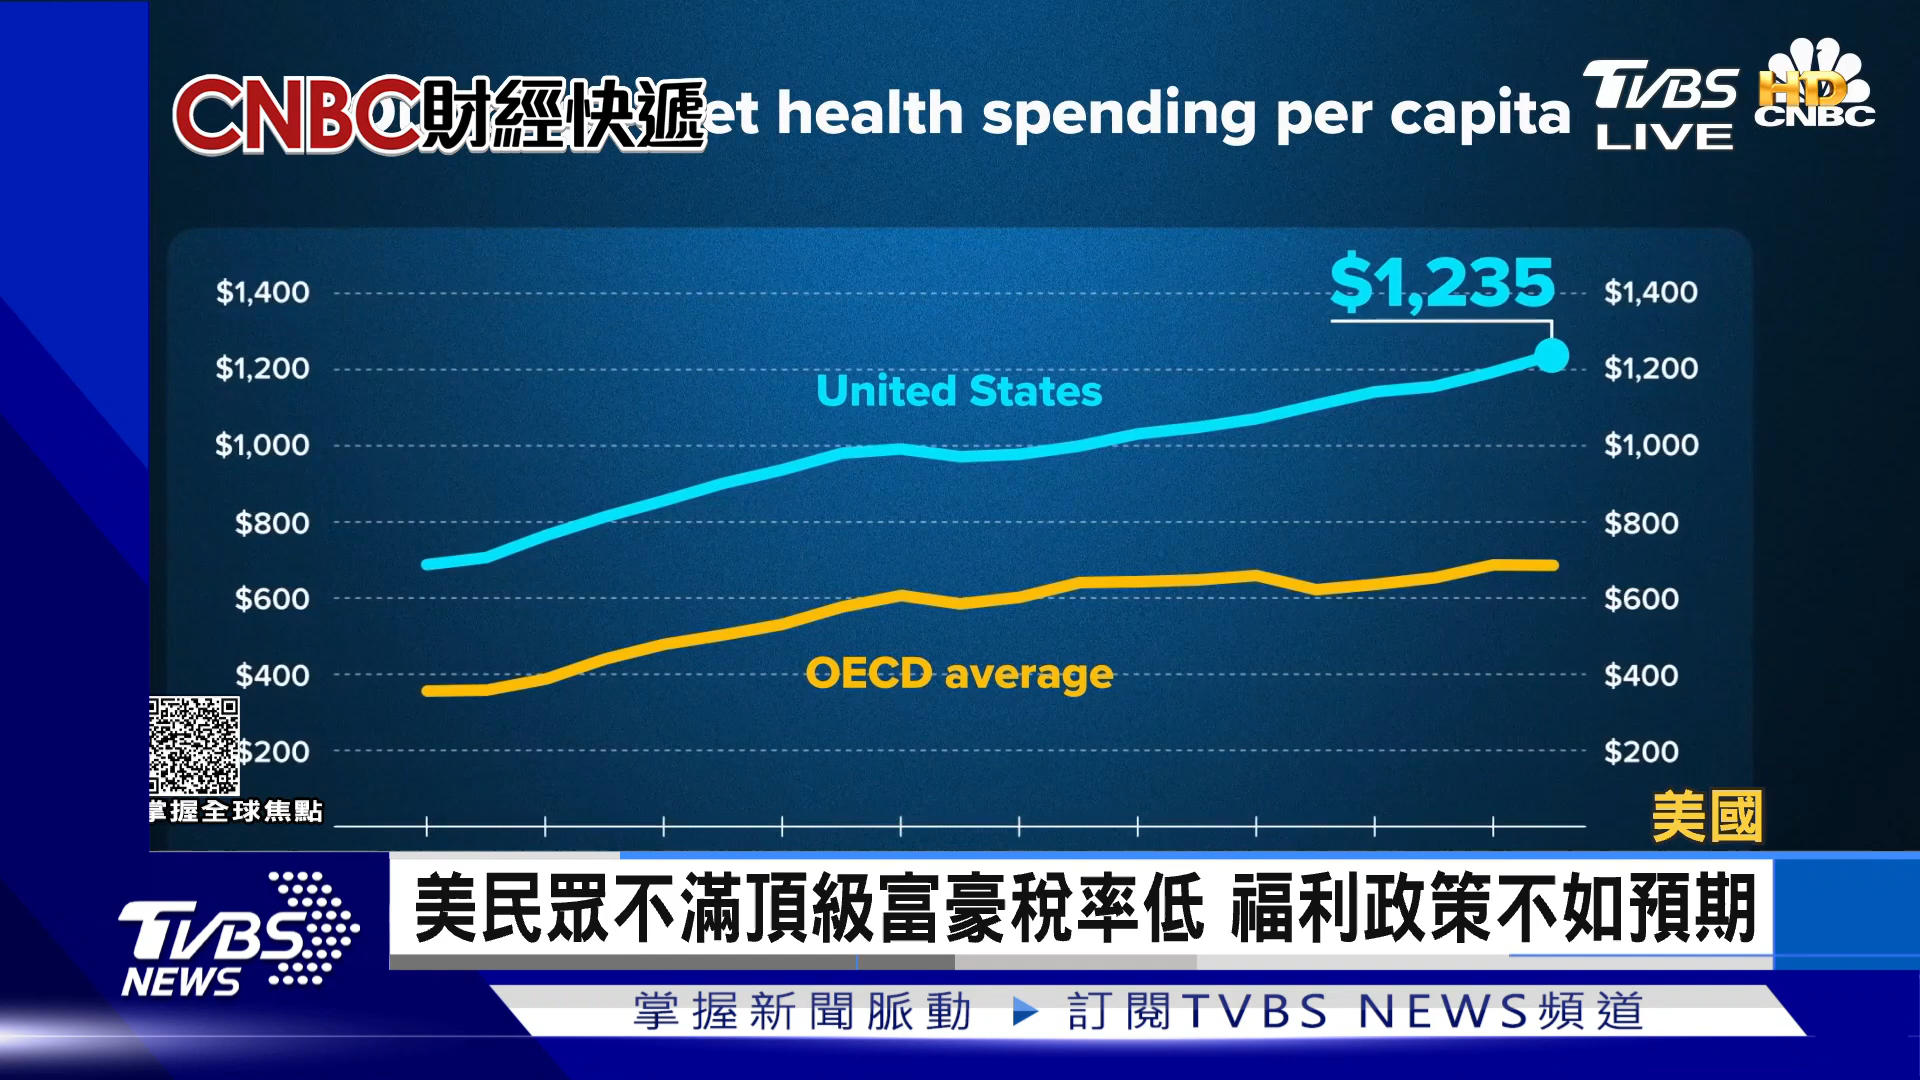 CNBC財經快遞
et health spending per capita
TVBS
LIVE
HD
CNBC
$1,235
$1,400
$1,400
$1,200
$1,200
United States
$1,000
$1,000
$800
$800
$600
$600
OECD average
$400
$400
$200
$200
掌握全球焦點
美國
美民眾不滿頂級富豪稅率低 福利政策不如預期
TVBS
NEWS
掌握新聞脈動 ▶ 訂閱TVBS NEWS頻道